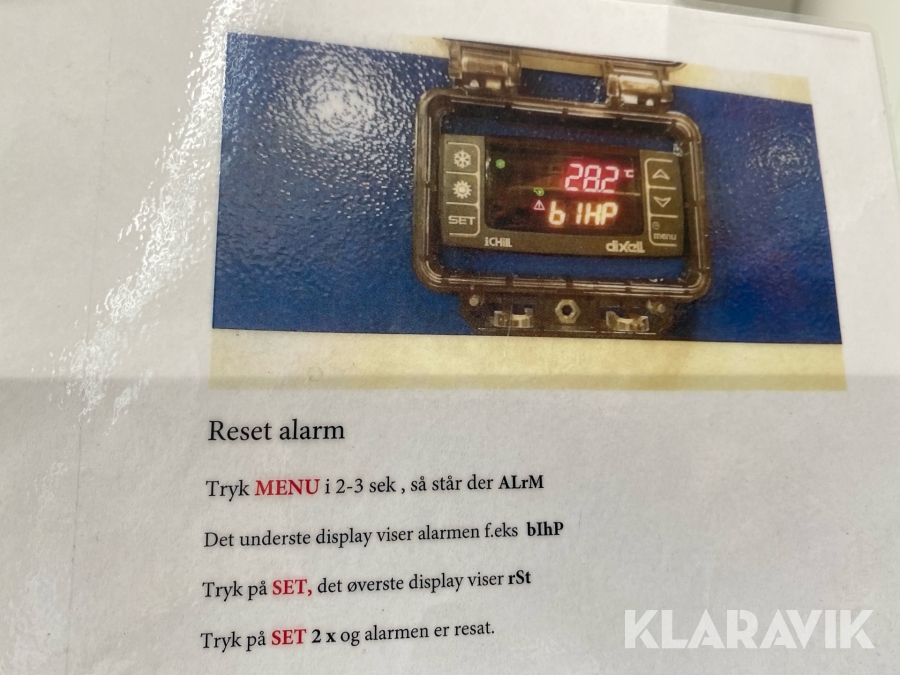 28.2 °C
b1HP
SET
menu
iCHILL
dixell
Reset alarm
Tryk MENU i 2-3 sek , så står der ALrM
Det underste display viser alarmen f.eks bIhP
Tryk på SET, det øverste display viser rSt
Tryk på SET 2 x og alarmen er resat.
KLARAVIK